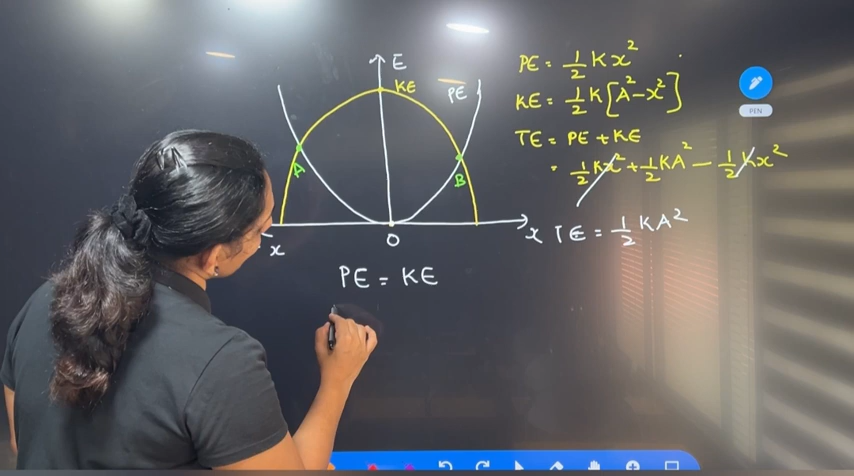 E
KE
PE
A
B
x
O
x
PE = KE
PE = 1/2 Kx²
KE = 1/2 K[A²-x²]
TE = PE + KE
= 1/2 Kx² + 1/2 KA² - 1/2 Kx²
TE = 1/2 KA²
PEN